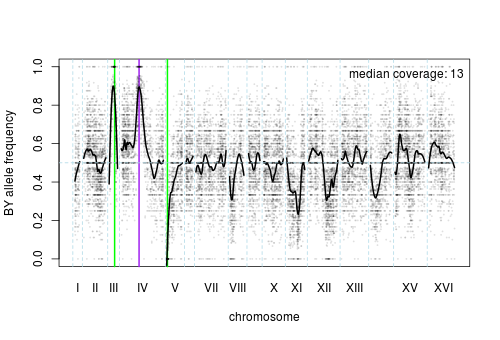 median coverage: 13
BY allele frequency
1.0
0.8
0.6
0.4
0.2
0.0
I II III IV V VII VIII X XI XII XIII XV XVI
chromosome